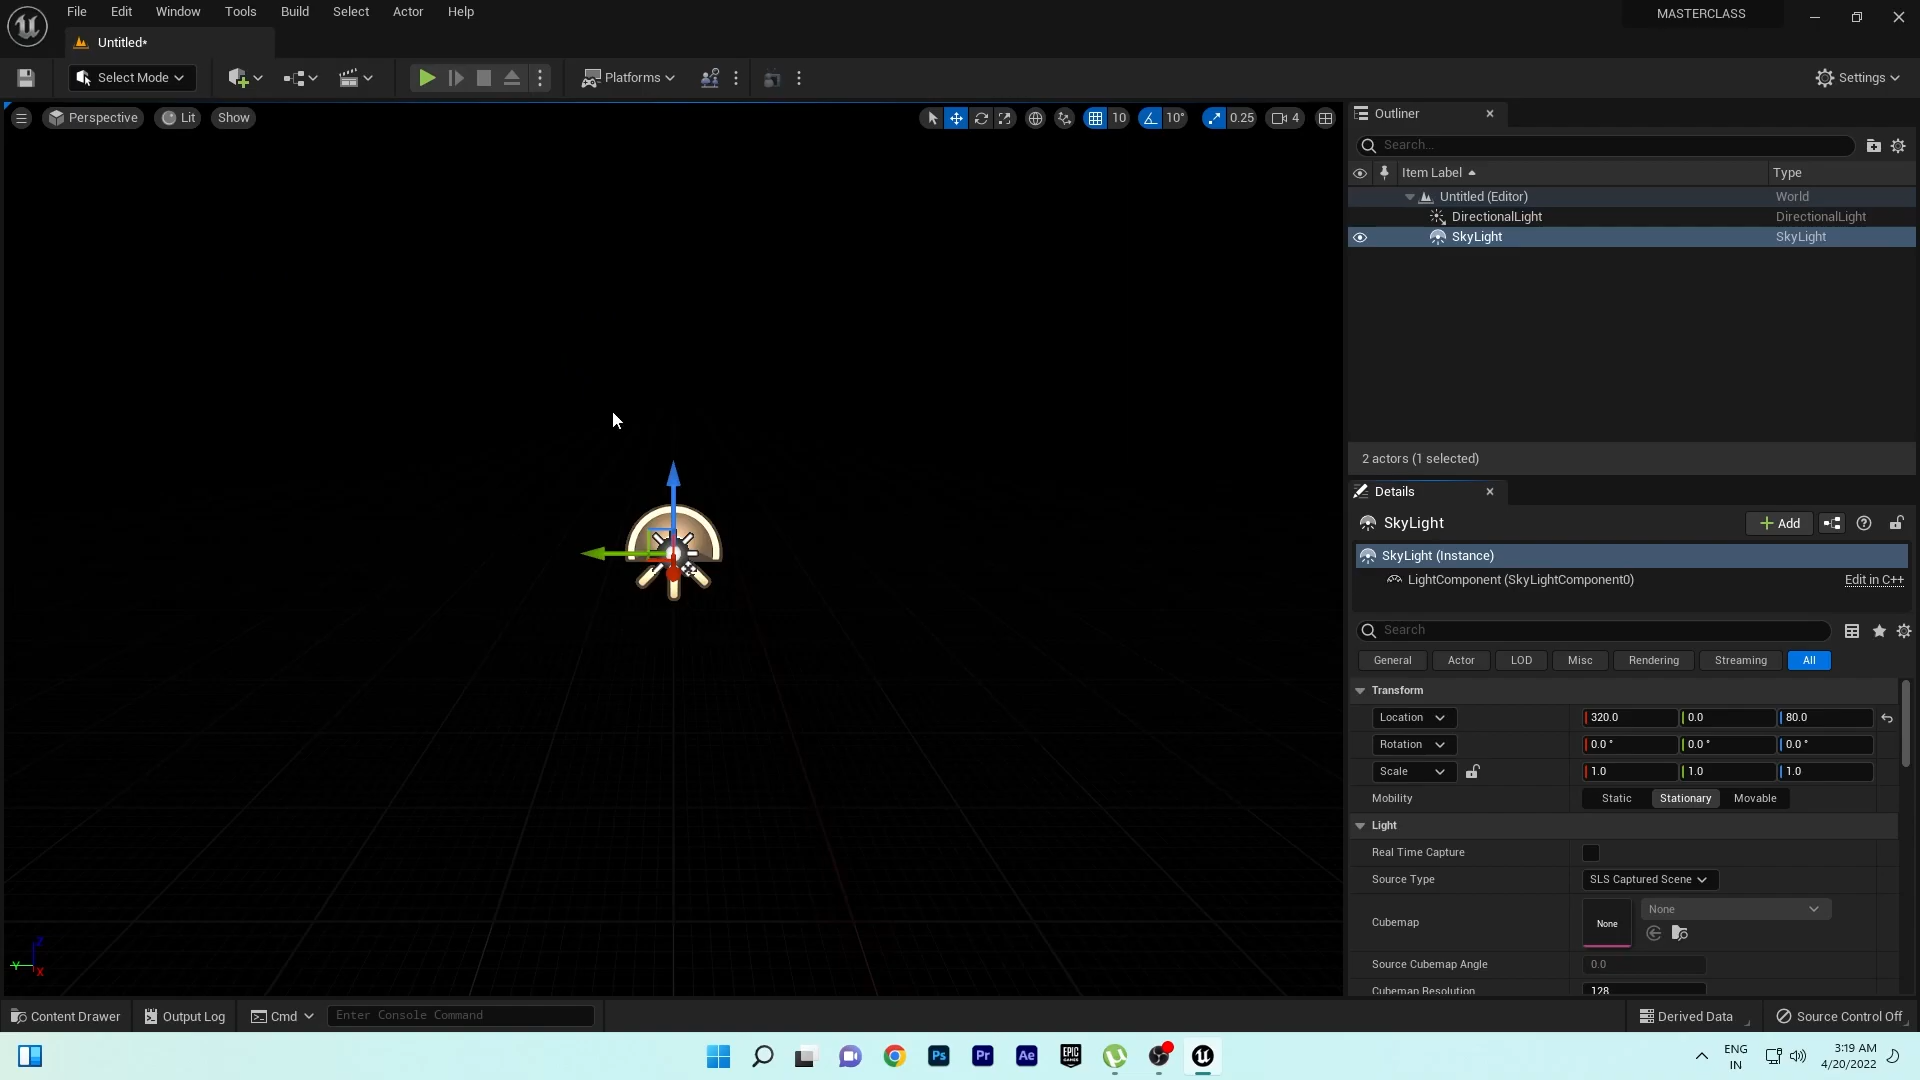 File Edit Window Tools Build Select Actor Help
MASTERCLASS
Untitled*
Select Mode
Platforms
Settings
Perspective Lit Show
10 10° 0.25 4
Outliner
Search...
Item Label Type
Untitled (Editor) World
DirectionalLight DirectionalLight
SkyLight SkyLight
2 actors (1 selected)
Details
SkyLight
Add
SkyLight (Instance)
LightComponent (SkyLightComponent0) Edit in C++
Search
General Actor LOD Misc Rendering Streaming All
Transform
Location 320.0 0.0 80.0
Rotation 0.0 ° 0.0 ° 0.0 °
Scale 1.0 1.0 1.0
Mobility Static Stationary Movable
Light
Real Time Capture
Source Type SLS Captured Scene
Cubemap None None
Source Cubemap Angle 0.0
Cubemap Resolution 128
Z
Y
X
Content Drawer Output Log Cmd Enter Console Command
Derived Data Source Control Off
Ps Pr Ae EPIC GAMES
ENG
IN
3:19 AM
4/20/2022